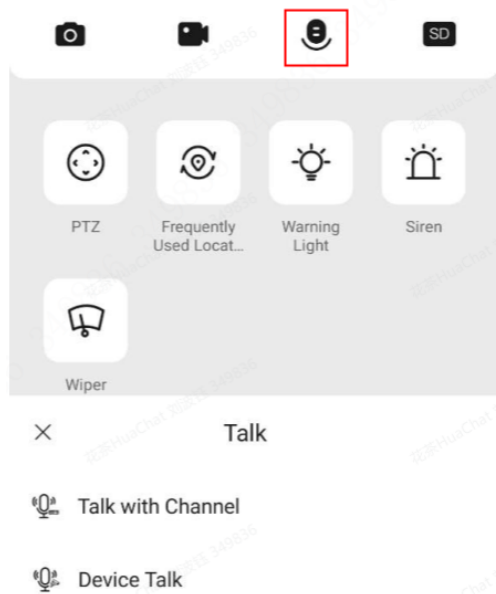 SD
PTZ
Frequently
Used Locat...
Warning
Light
Siren
Wiper
Talk
Talk with Channel
Device Talk